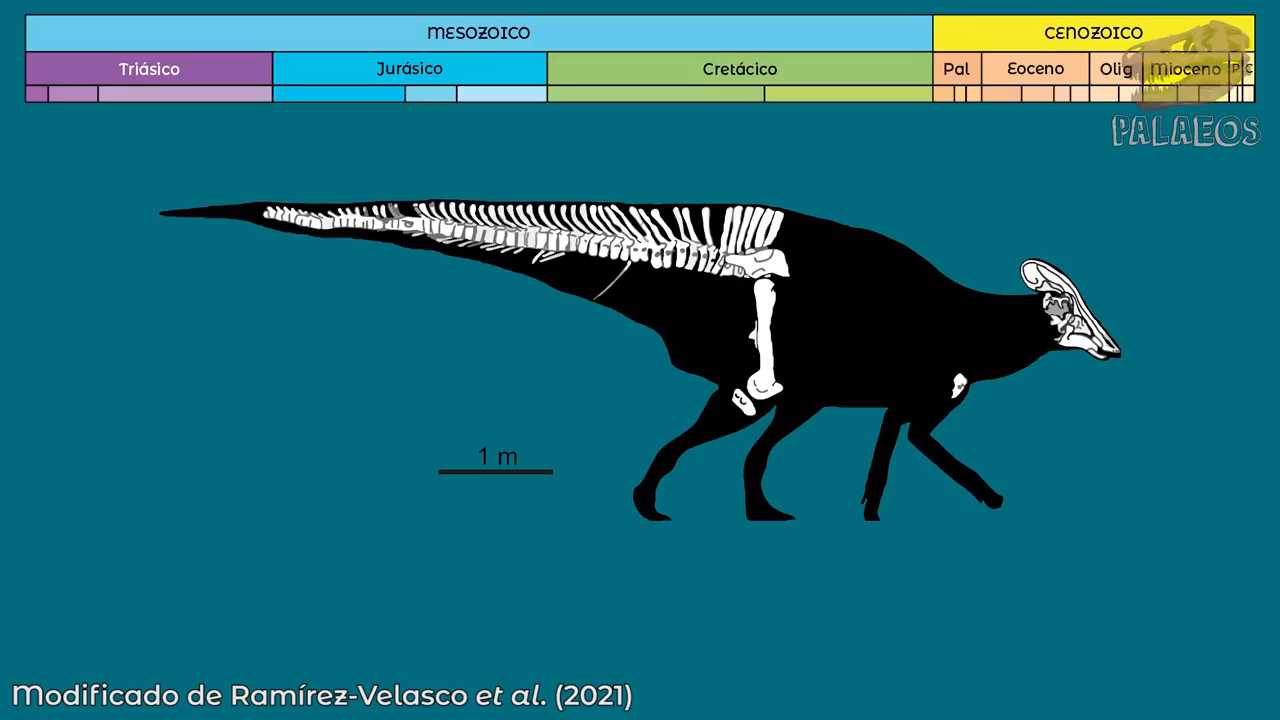 MESOZOICO CENOZOICO
Triásico Jurásico Cretácico Pal Eoceno Olig Mioceno
PALAEOS
1 m
Modificado de Ramírez-Velasco et al. (2021)